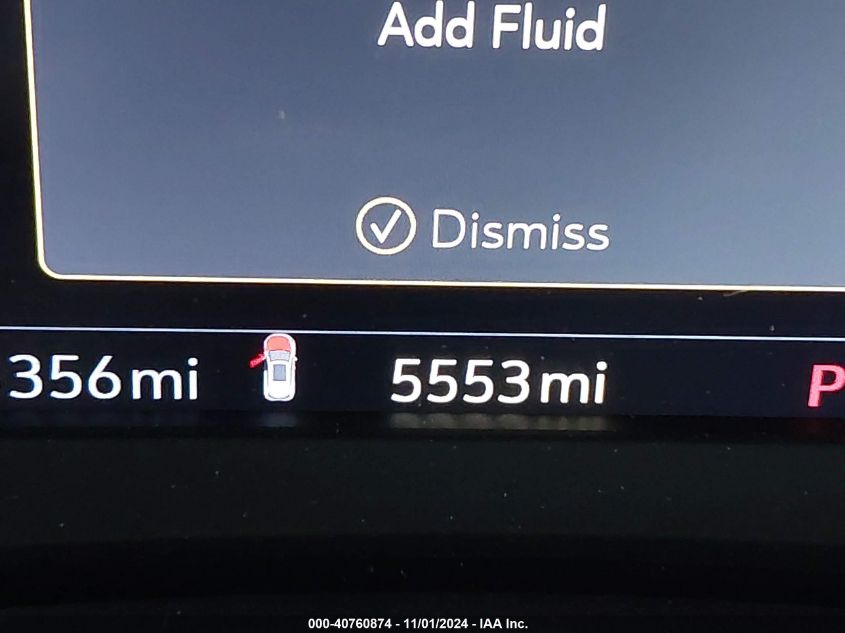 Add Fluid
Dismiss
356mi 5553mi P
000-40760874 - 11/01/2024 - IAA Inc.